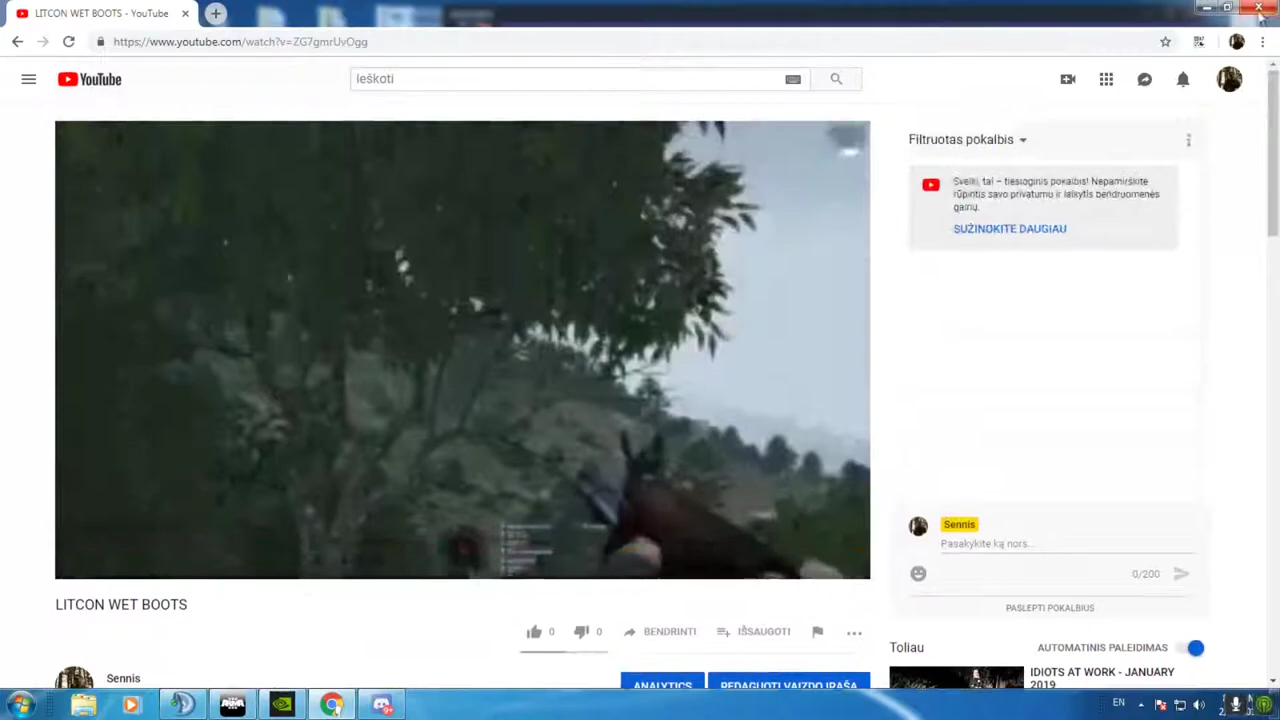 LITCON WET BOOTS - YouTube
https://www.youtube.com/watch?v=ZG7gmrUvOgg
YouTube
Ieškoti
Filtruotas pokalbis
Sveiki, tai – tiesioginis pokalbis! Nepamirškite
rūpintis savo privatumu ir laikytis bendruomenės
gairių.
SUŽINOKITE DAUGIAU
Sennis
Pasakykite ką nors...
0/200
PASLĖPTI POKALBIUS
LITCON WET BOOTS
0 0 BENDRINTI IŠSAUGOTI
Toliau AUTOMATINIS PALEIDIMAS
IDIOTS AT WORK - JANUARY
2019
Sennis
ANALYTICS REDAGUOTI VAIZDO ĮRAŠĄ
EN